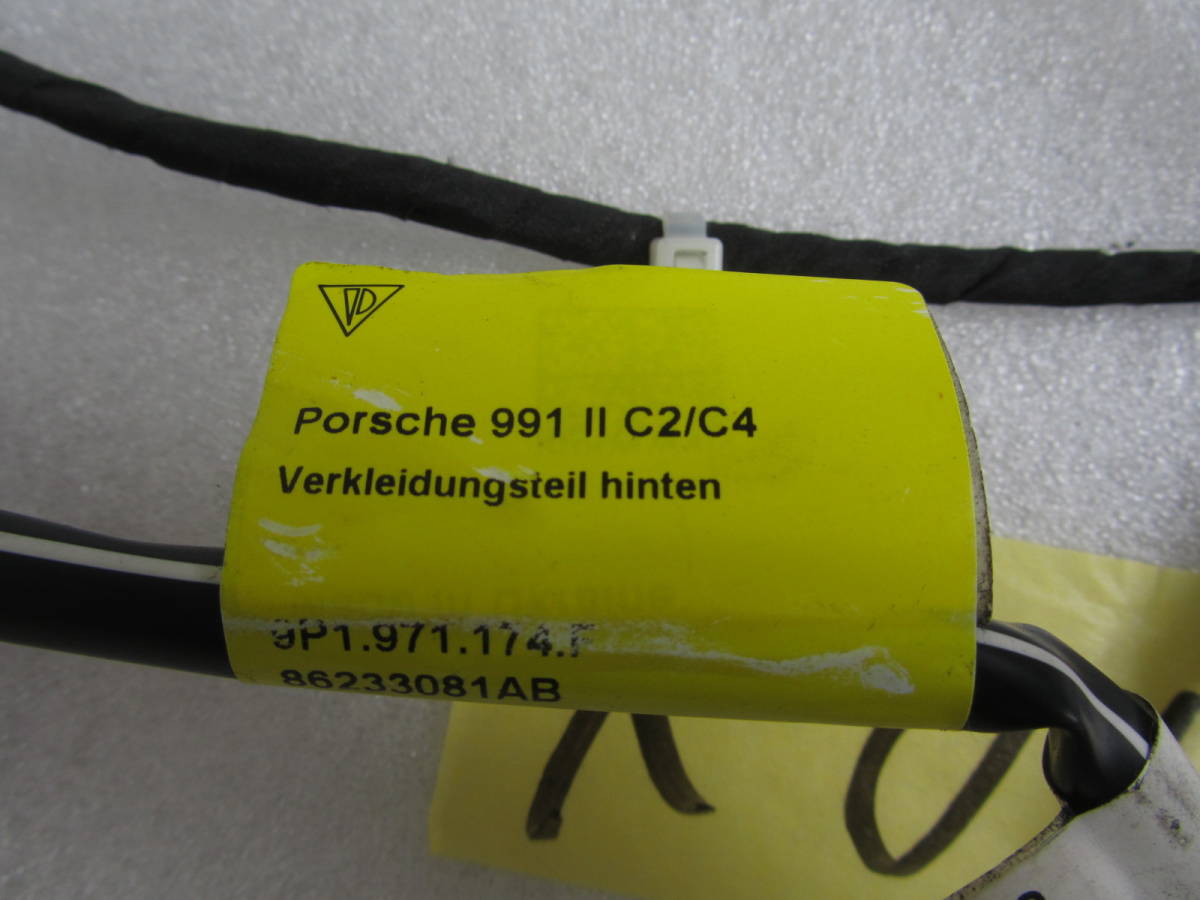 Porsche 991 II C2/C4
Verkleidungsteil hinten
9P1.971.174.F
86233081AB